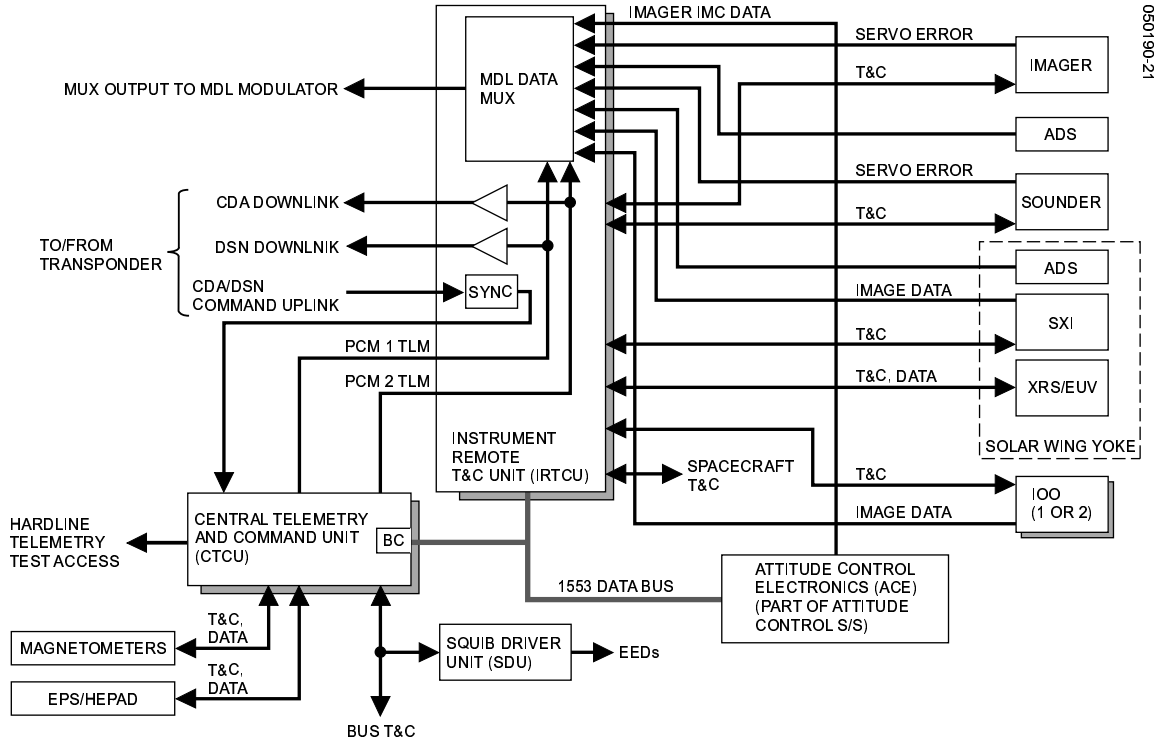 IMAGER IMC DATA
050190-21
SERVO ERROR
IMAGER
T&C
MDL DATA
MUX
MUX OUTPUT TO MDL MODULATOR
ADS
SERVO ERROR
SOUNDER
CDA DOWNLINK
T&C
TO/FROM
TRANSPONDER
DSN DOWNLNIK
ADS
CDA/DSN
COMMAND UPLINK
SYNC
IMAGE DATA
SXI
T&C
PCM 1 TLM
PCM 2 TLM
T&C, DATA
XRS/EUV
SOLAR WING YOKE
INSTRUMENT
REMOTE
T&C UNIT (IRTCU)
SPACECRAFT
T&C
T&C
IOO
(1 OR 2)
IMAGE DATA
HARDLINE
TELEMETRY
TEST ACCESS
CENTRAL TELEMETRY
AND COMMAND UNIT
(CTCU)
BC
1553 DATA BUS
ATTITUDE CONTROL
ELECTRONICS (ACE)
(PART OF ATTITUDE
CONTROL S/S)
T&C,
DATA
MAGNETOMETERS
T&C,
DATA
EPS/HEPAD
SQUIB DRIVER
UNIT (SDU)
EEDs
BUS T&C